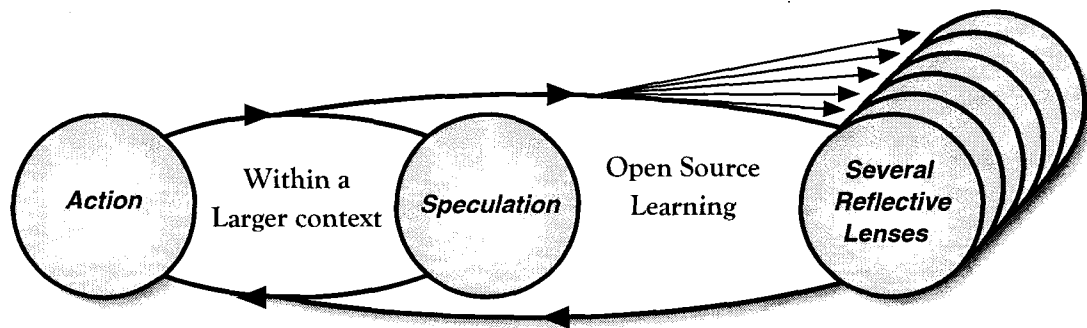 Action
Within a
Larger context
Speculation
Open Source
Learning
Several
Reflective
Lenses